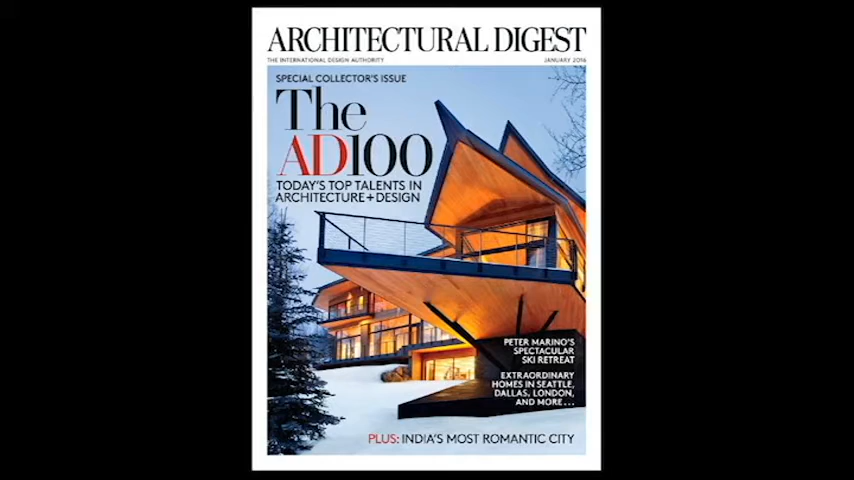 ARCHITECTURAL DIGEST
THE INTERNATIONAL DESIGN AUTHORITY
JANUARY 2016
SPECIAL COLLECTOR'S ISSUE
The
AD100
TODAY'S TOP TALENTS IN
ARCHITECTURE+DESIGN
PETER MARINO'S
SPECTACULAR
SKI RETREAT
EXTRAORDINARY
HOMES IN SEATTLE,
DALLAS, LONDON,
AND MORE...
PLUS: INDIA'S MOST ROMANTIC CITY